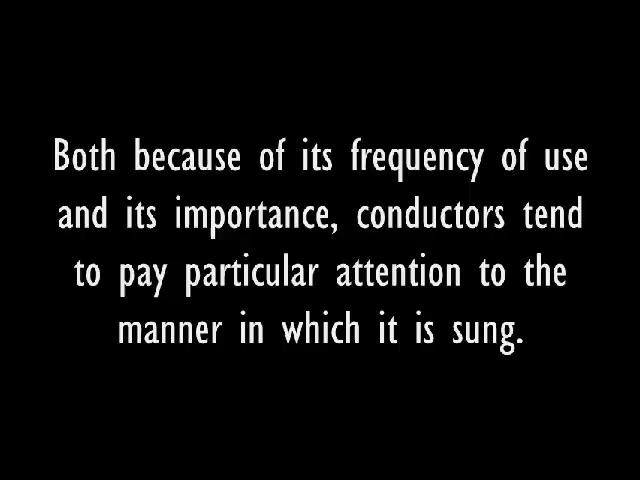 Both because of its frequency of use
and its importance, conductors tend
to pay particular attention to the
manner in which it is sung.